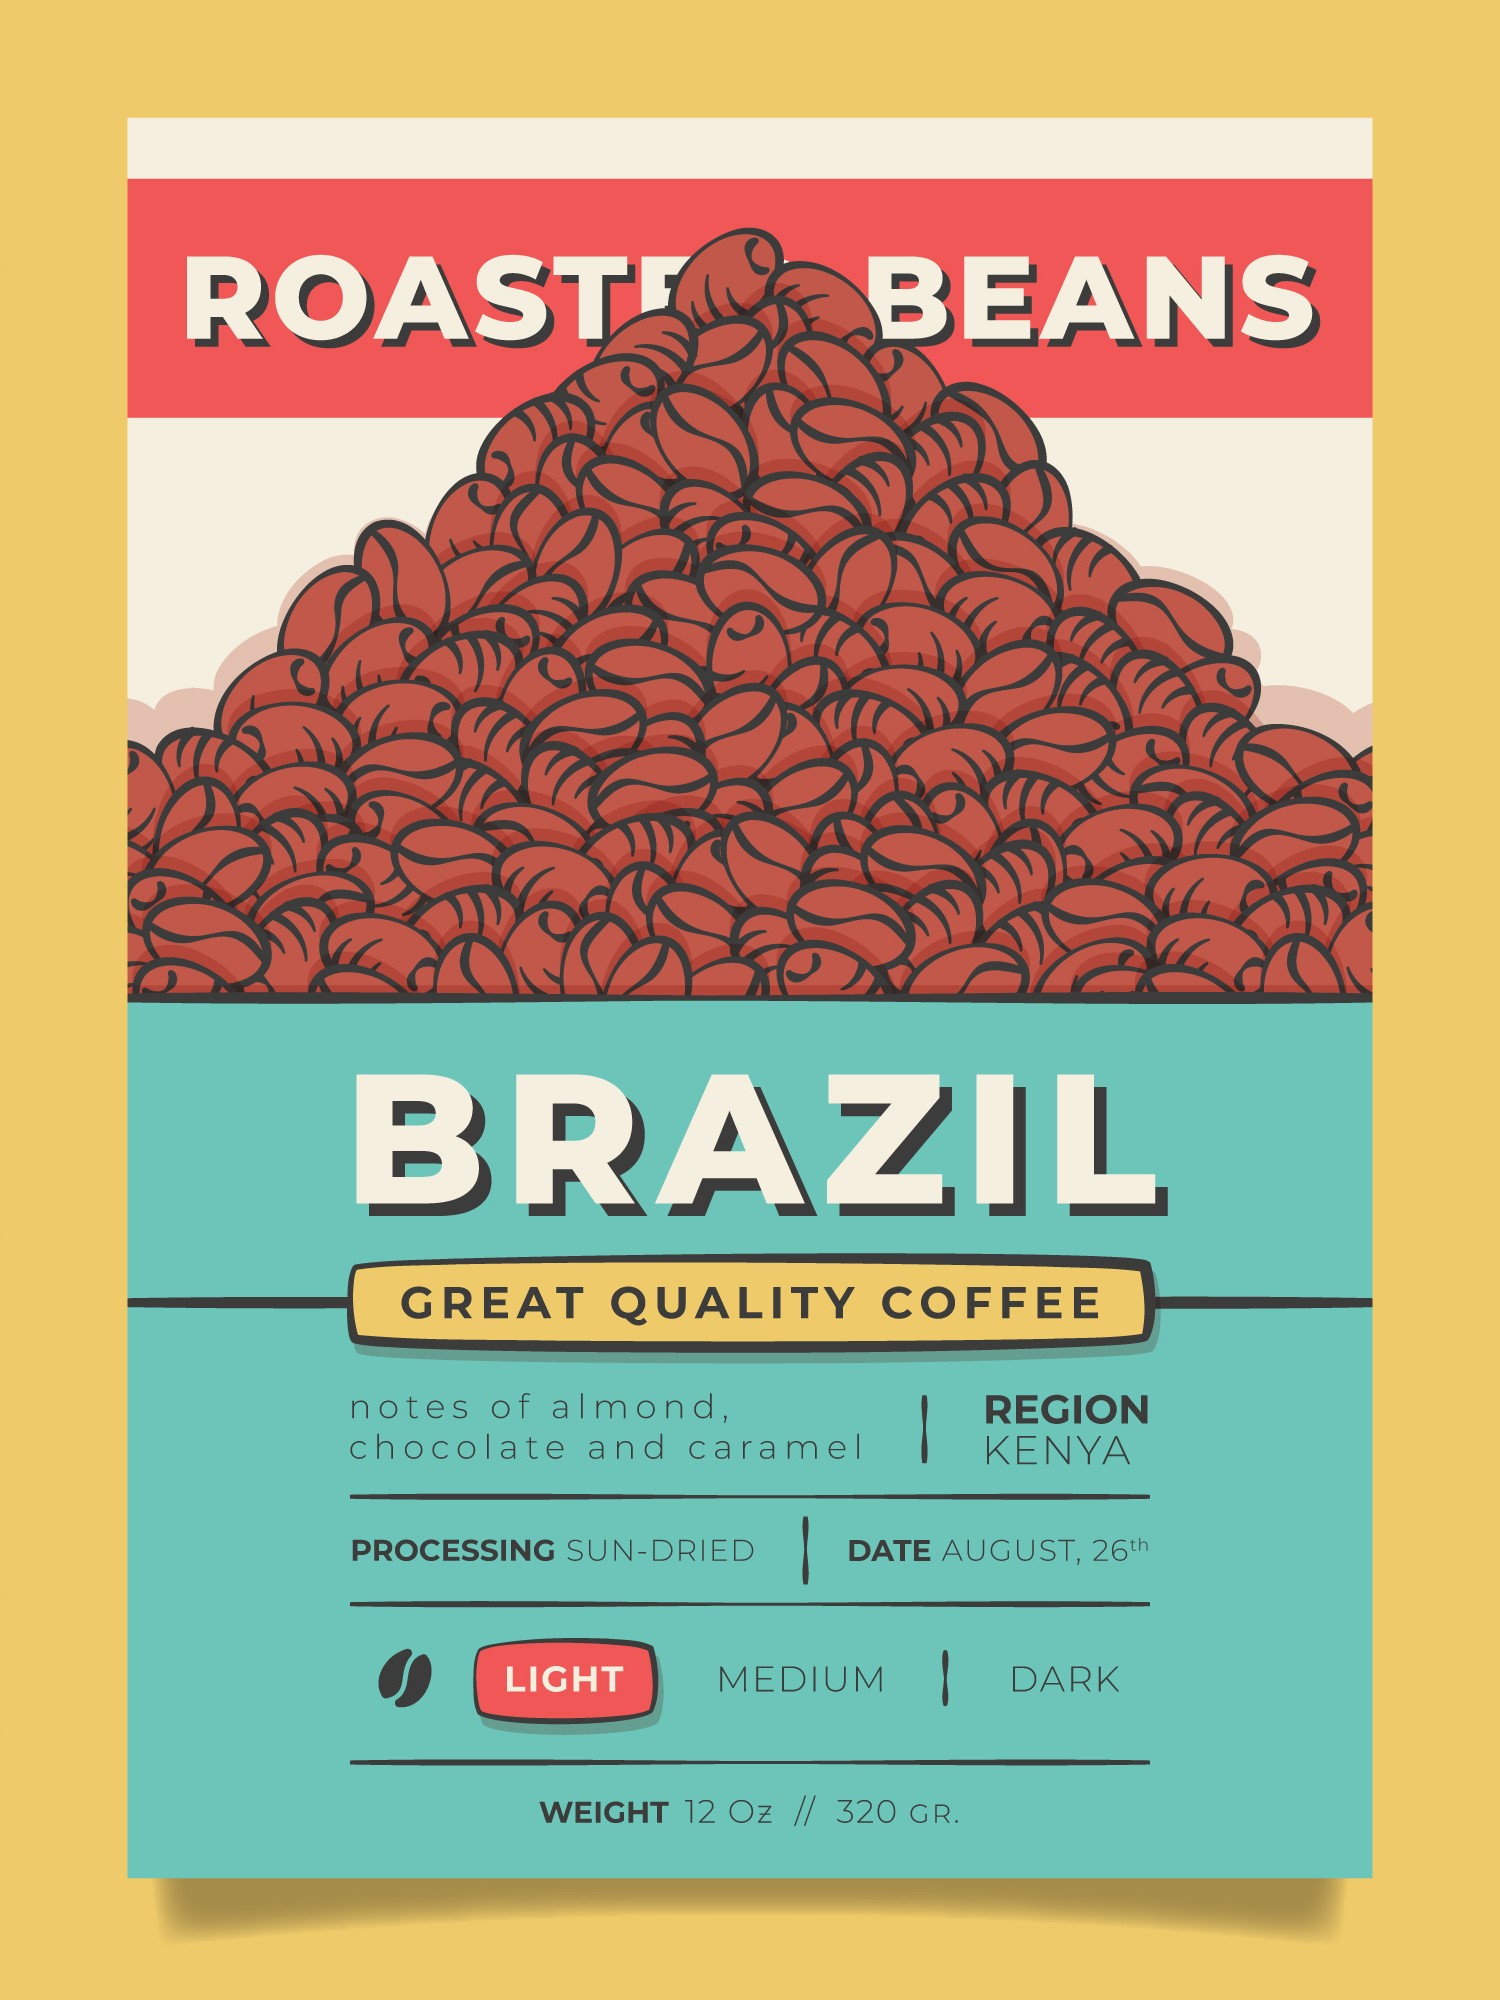 ROASTED BEANS
BRAZIL
GREAT QUALITY COFFEE
notes of almond,
chocolate and caramel
REGION
KENYA
PROCESSING SUN-DRIED
DATE AUGUST, 26th
LIGHT MEDIUM DARK
WEIGHT 12 Oz // 320 GR.